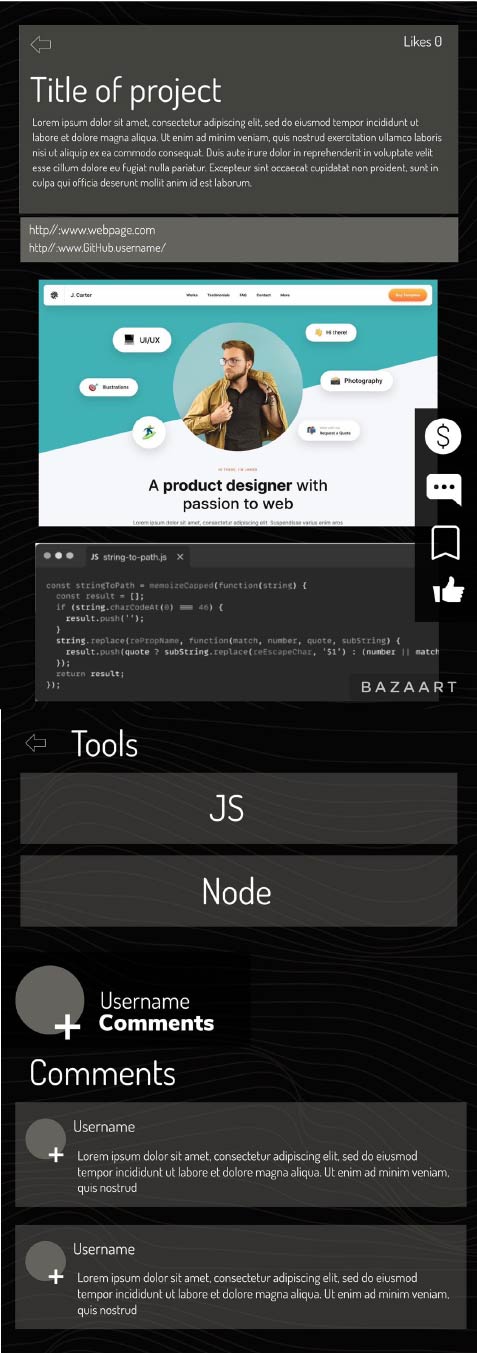 Likes 0
Title of project
Lorem ipsum dolor sit amet, consectetur adipiscing elit, sed do eiusmod tempor incididunt ut
labore et dolore magna aliqua. Ut enim ad minim veniam, quis nostrud exercitation ullamco laboris
nisi ut aliquip ex ea commodo consequat. Duis aute irure dolor in reprehenderit in voluptate velit
esse cillum dolore eu fugiat nulla pariatur. Excepteur sint occaecat cupidatat non proident, sunt in
culpa qui officia deserunt mollit anim id est laborum.
http//:www.webpage.com
http//:www.GitHub.username/
J. Carter
Works Testimonials FAQ Contact More
Buy Template
UI/UX
Hi there!
Illustrations
Photography
Request a Quote
A product designer with
passion to web
Lorem ipsum dolor sit amet, consectetur adipiscing elit. Suspendisse varius enim eros
$
JS string-to-path.js ×
const stringToPath = memoizeCapped(function(string) {
const result = [];
if (string.charCodeAt(0) === 46) {
result.push('');
}
string.replace(rePropName, function(match, number, quote, subString) {
result.push(quote ? subString.replace(reEscapeChar, '$1') : (number || match
});
return result;
});
BAZAART
Tools
JS
Node
Username
Comments
Comments
Username
Lorem ipsum dolor sit amet, consectetur adipiscing elit, sed do eiusmod
tempor incididunt ut labore et dolore magna aliqua. Ut enim ad minim veniam,
quis nostrud
Username
Lorem ipsum dolor sit amet, consectetur adipiscing elit, sed do eiusmod
tempor incididunt ut labore et dolore magna aliqua. Ut enim ad minim veniam,
quis nostrud